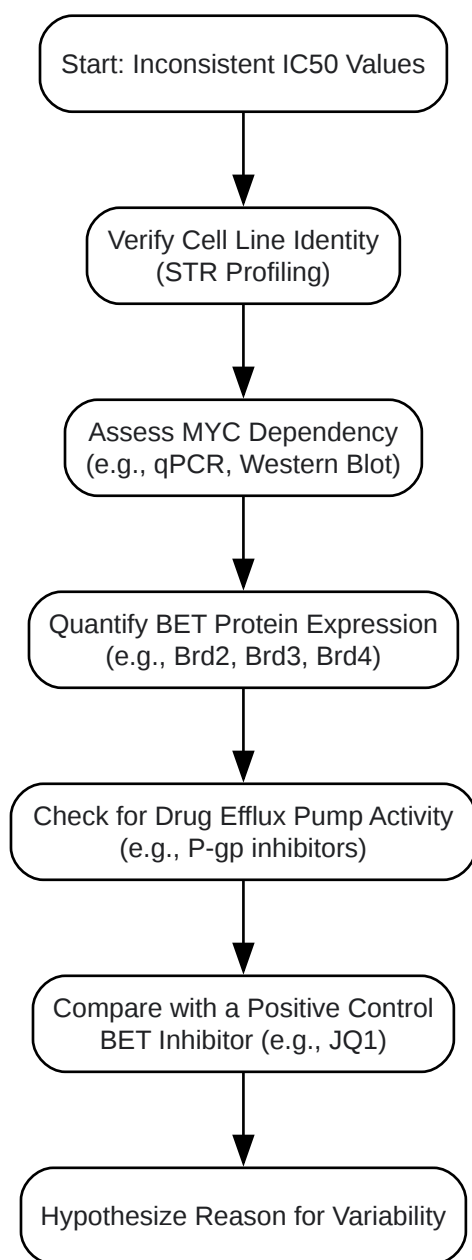 Start: Inconsistent IC50 Values
Verify Cell Line Identity
(STR Profiling)
Assess MYC Dependency
(e.g., qPCR, Western Blot)
Quantify BET Protein Expression
(e.g., Brd2, Brd3, Brd4)
Check for Drug Efflux Pump Activity
(e.g., P-gp inhibitors)
Compare with a Positive Control
BET Inhibitor (e.g., JQ1)
Hypothesize Reason for Variability